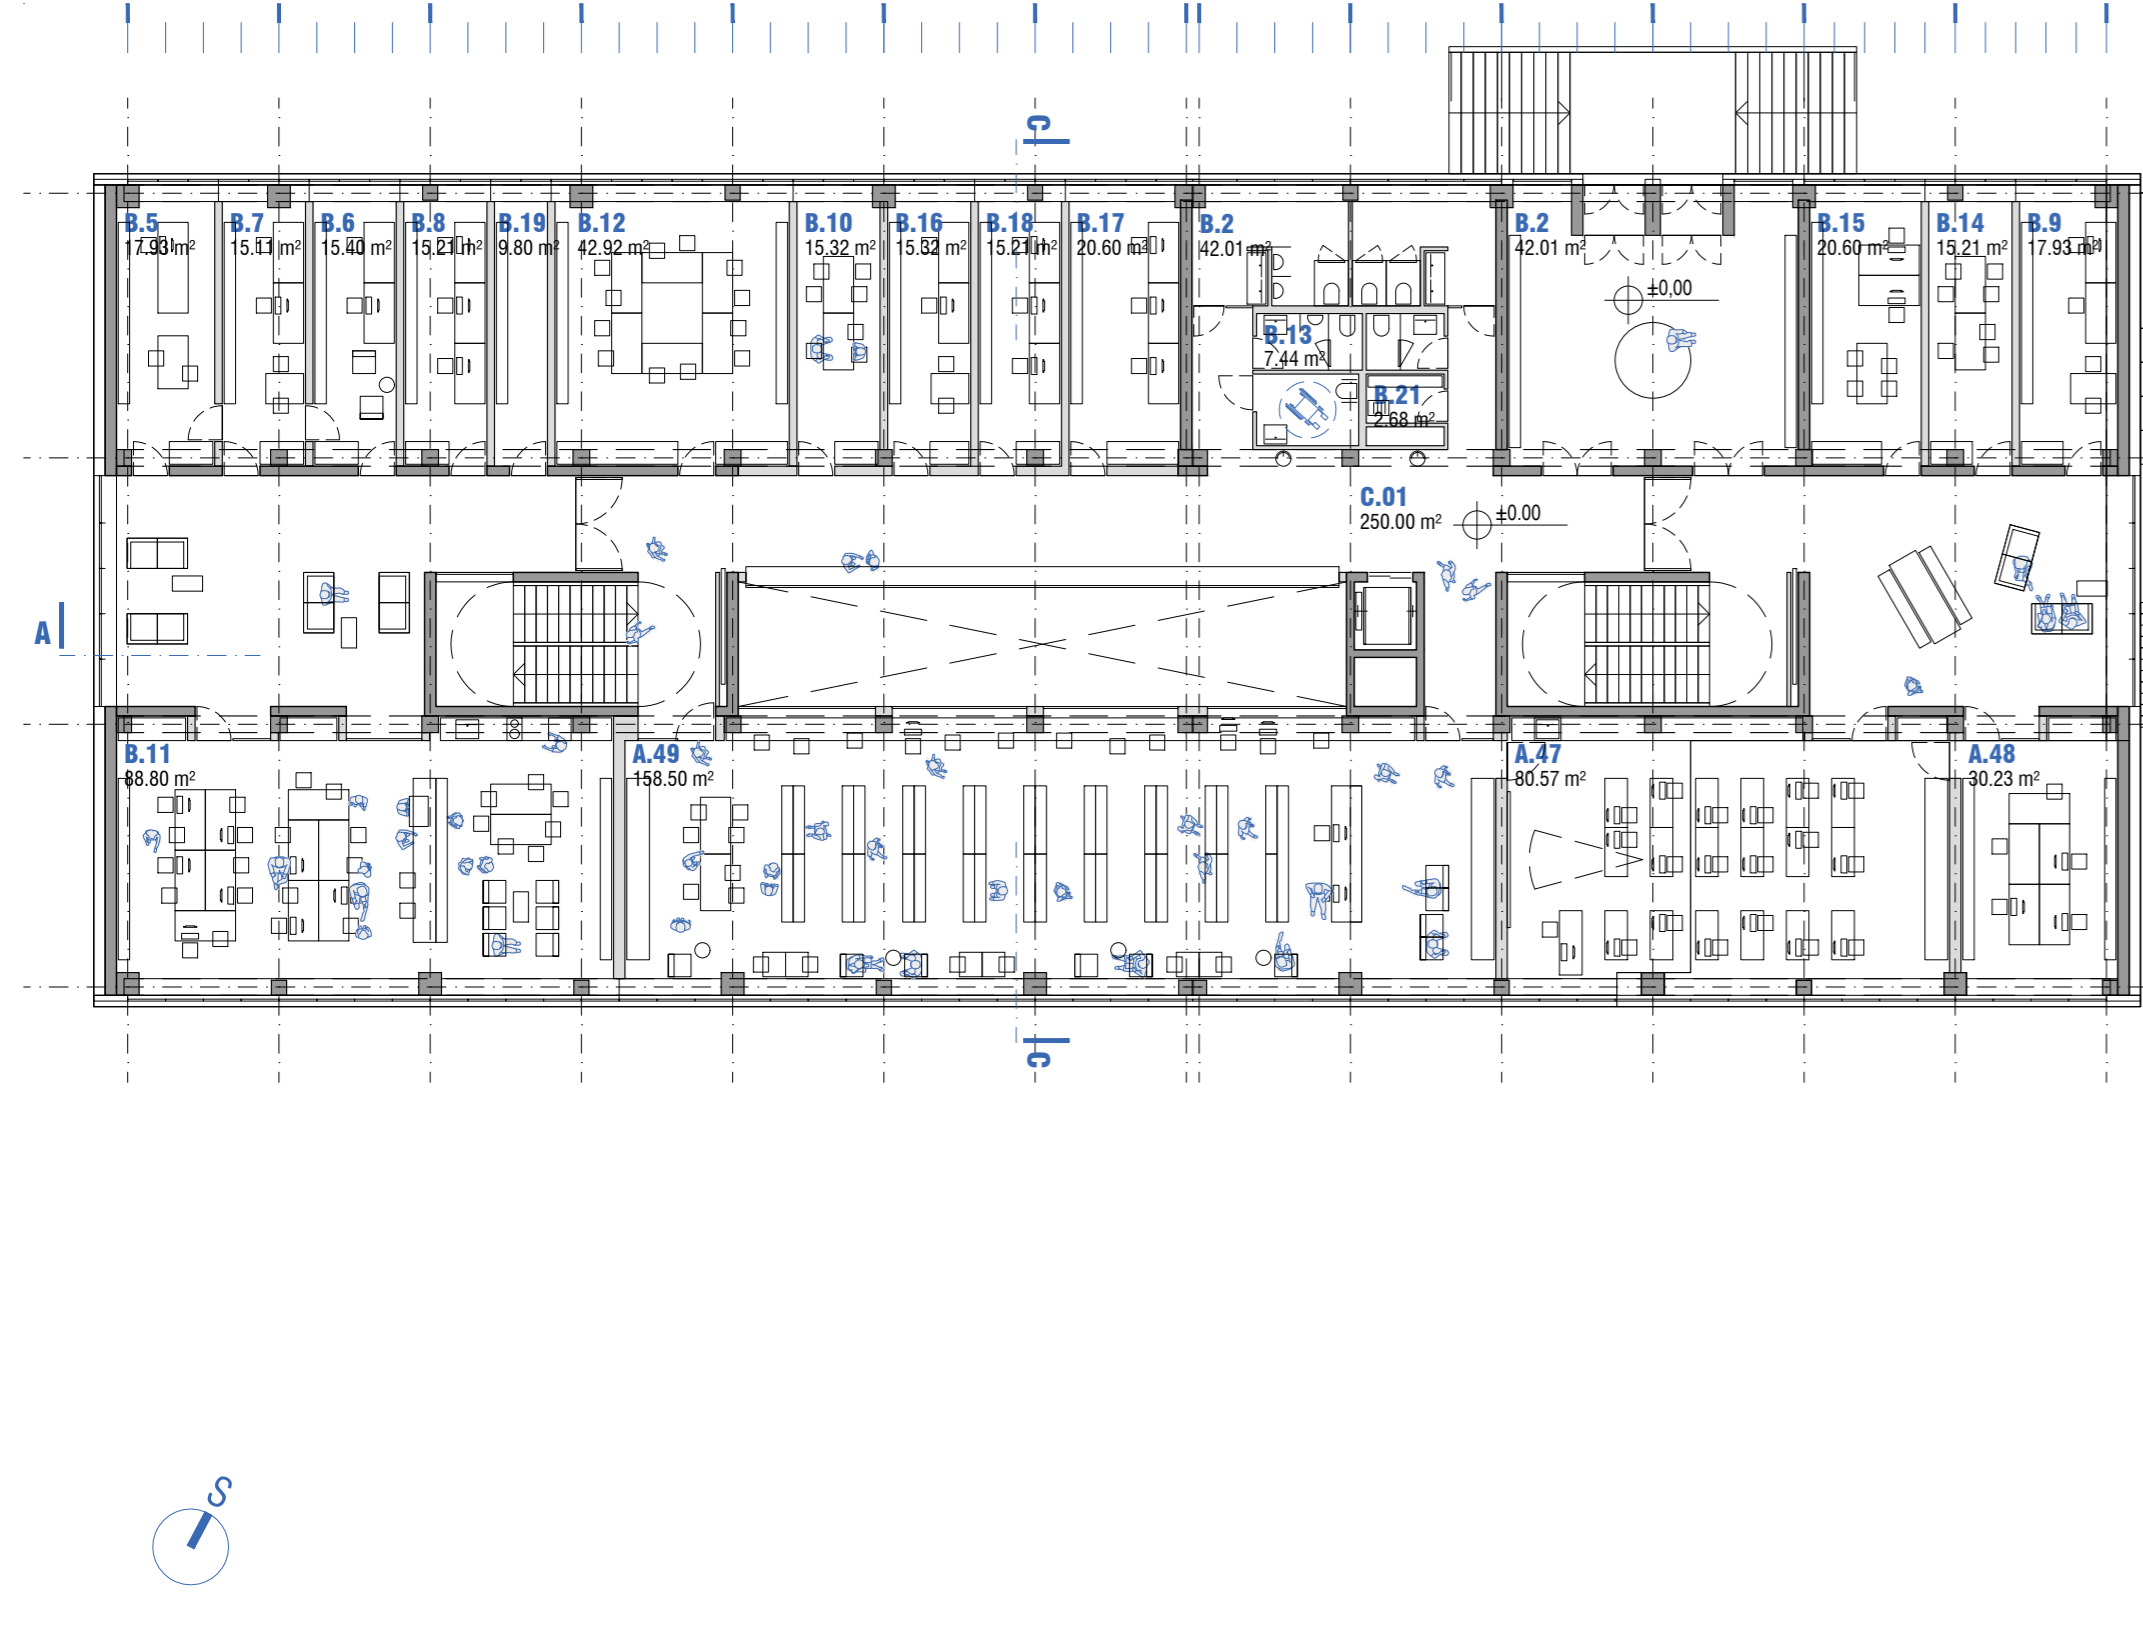 C
B.5
17.93 m²
B.7
15.11 m²
B.6
15.40 m²
B.8
15.21 m²
B.19
9.80 m²
B.12
42.92 m²
B.10
15.32 m²
B.16
15.32 m²
B.18
15.21 m²
B.17
20.60 m²
B.2
42.01 m²
B.2
42.01 m²
B.15
20.60 m²
B.14
15.21 m²
B.9
17.93 m²
±0,00
B.13
7.44 m²
B.21
2.68 m²
C.01
250.00 m²
±0.00
A
B.11
88.80 m²
A.49
158.50 m²
A.47
80.57 m²
A.48
30.23 m²
C
S